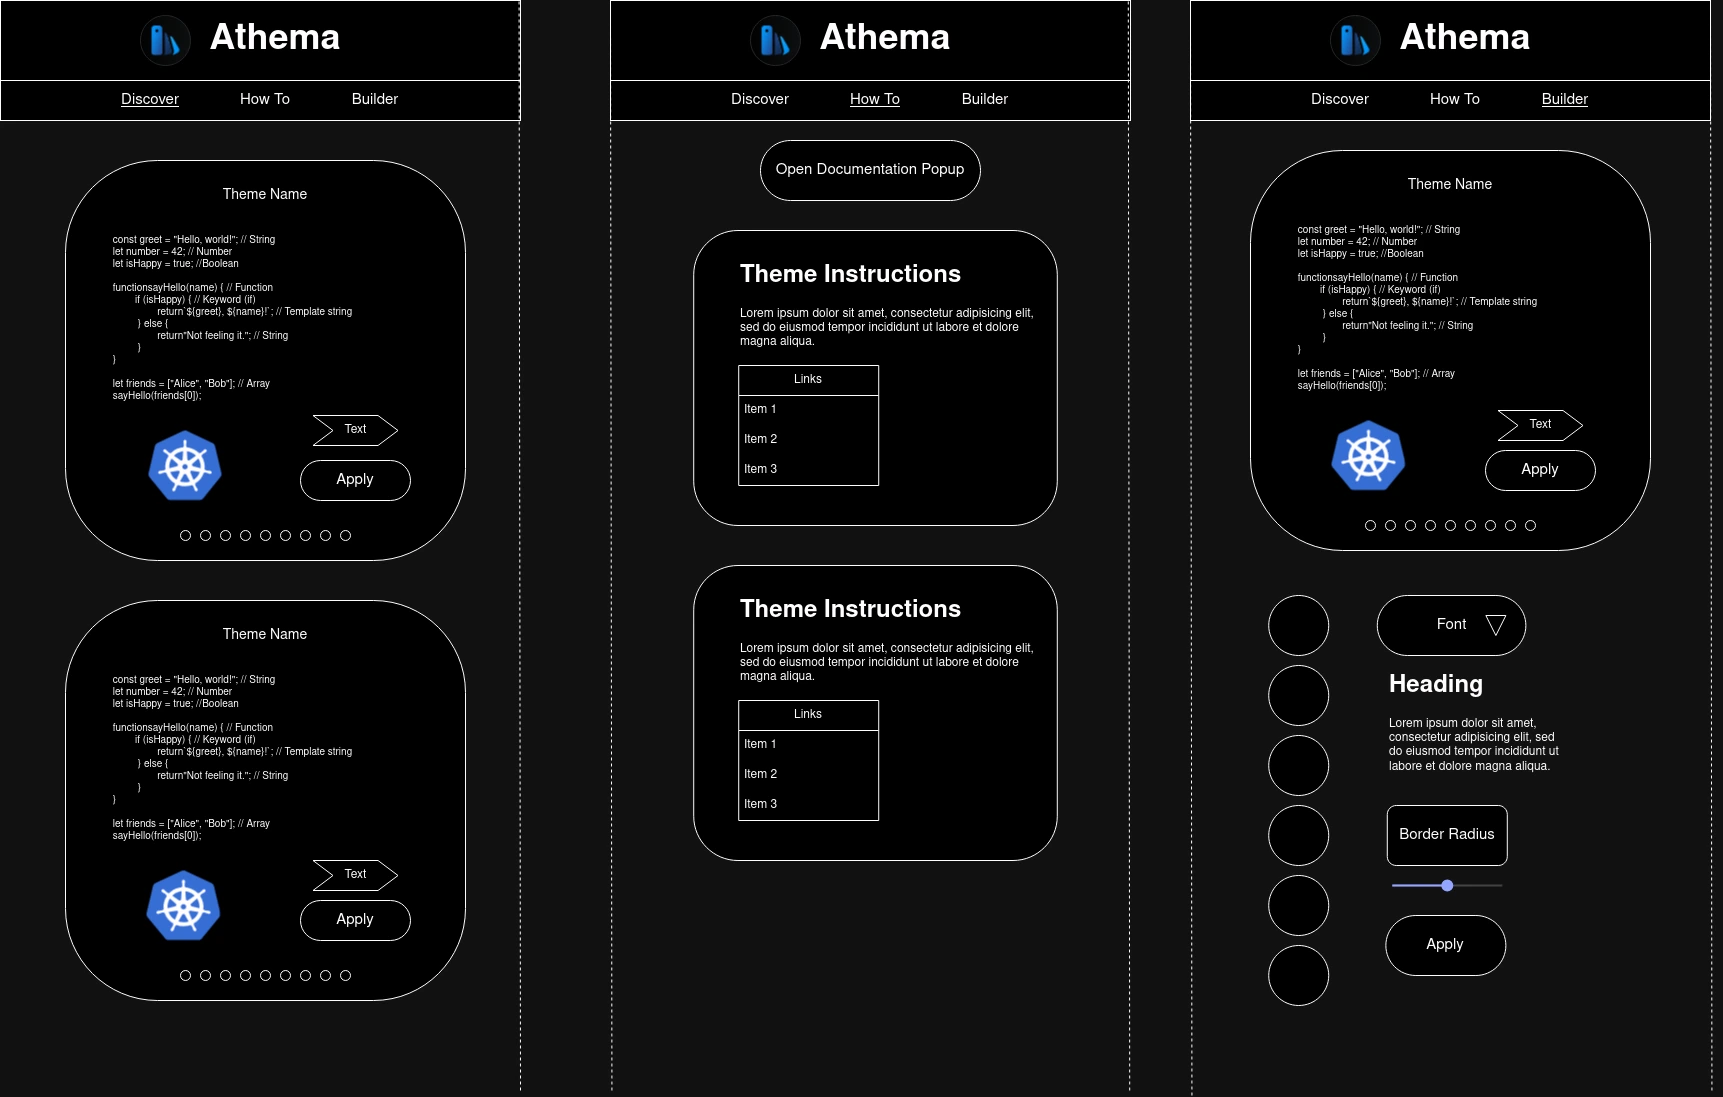 Athema
Discover How To Builder
Theme Name
const greet = "Hello, world!"; // String
let number = 42; // Number
let isHappy = true; //Boolean
functionsayHello(name) { // Function
if (isHappy) { // Keyword (if)
return`${greet}, ${name}!`; // Template string
} else {
return"Not feeling it."; // String
}
}
let friends = ["Alice", "Bob"]; // Array
sayHello(friends[0]);
Text
Apply
Theme Name
const greet = "Hello, world!"; // String
let number = 42; // Number
let isHappy = true; //Boolean
functionsayHello(name) { // Function
if (isHappy) { // Keyword (if)
return`${greet}, ${name}!`; // Template string
} else {
return"Not feeling it."; // String
}
}
let friends = ["Alice", "Bob"]; // Array
sayHello(friends[0]);
Text
Apply
Athema
Discover How To Builder
Open Documentation Popup
Theme Instructions
Lorem ipsum dolor sit amet, consectetur adipisicing elit,
sed do eiusmod tempor incididunt ut labore et dolore
magna aliqua.
Links
Item 1
Item 2
Item 3
Theme Instructions
Lorem ipsum dolor sit amet, consectetur adipisicing elit,
sed do eiusmod tempor incididunt ut labore et dolore
magna aliqua.
Links
Item 1
Item 2
Item 3
Athema
Discover How To Builder
Theme Name
const greet = "Hello, world!"; // String
let number = 42; // Number
let isHappy = true; //Boolean
functionsayHello(name) { // Function
if (isHappy) { // Keyword (if)
return`${greet}, ${name}!`; // Template string
} else {
return"Not feeling it."; // String
}
}
let friends = ["Alice", "Bob"]; // Array
sayHello(friends[0]);
Text
Apply
Font
Heading
Lorem ipsum dolor sit amet,
consectetur adipisicing elit, sed
do eiusmod tempor incididunt ut
labore et dolore magna aliqua.
Border Radius
Apply